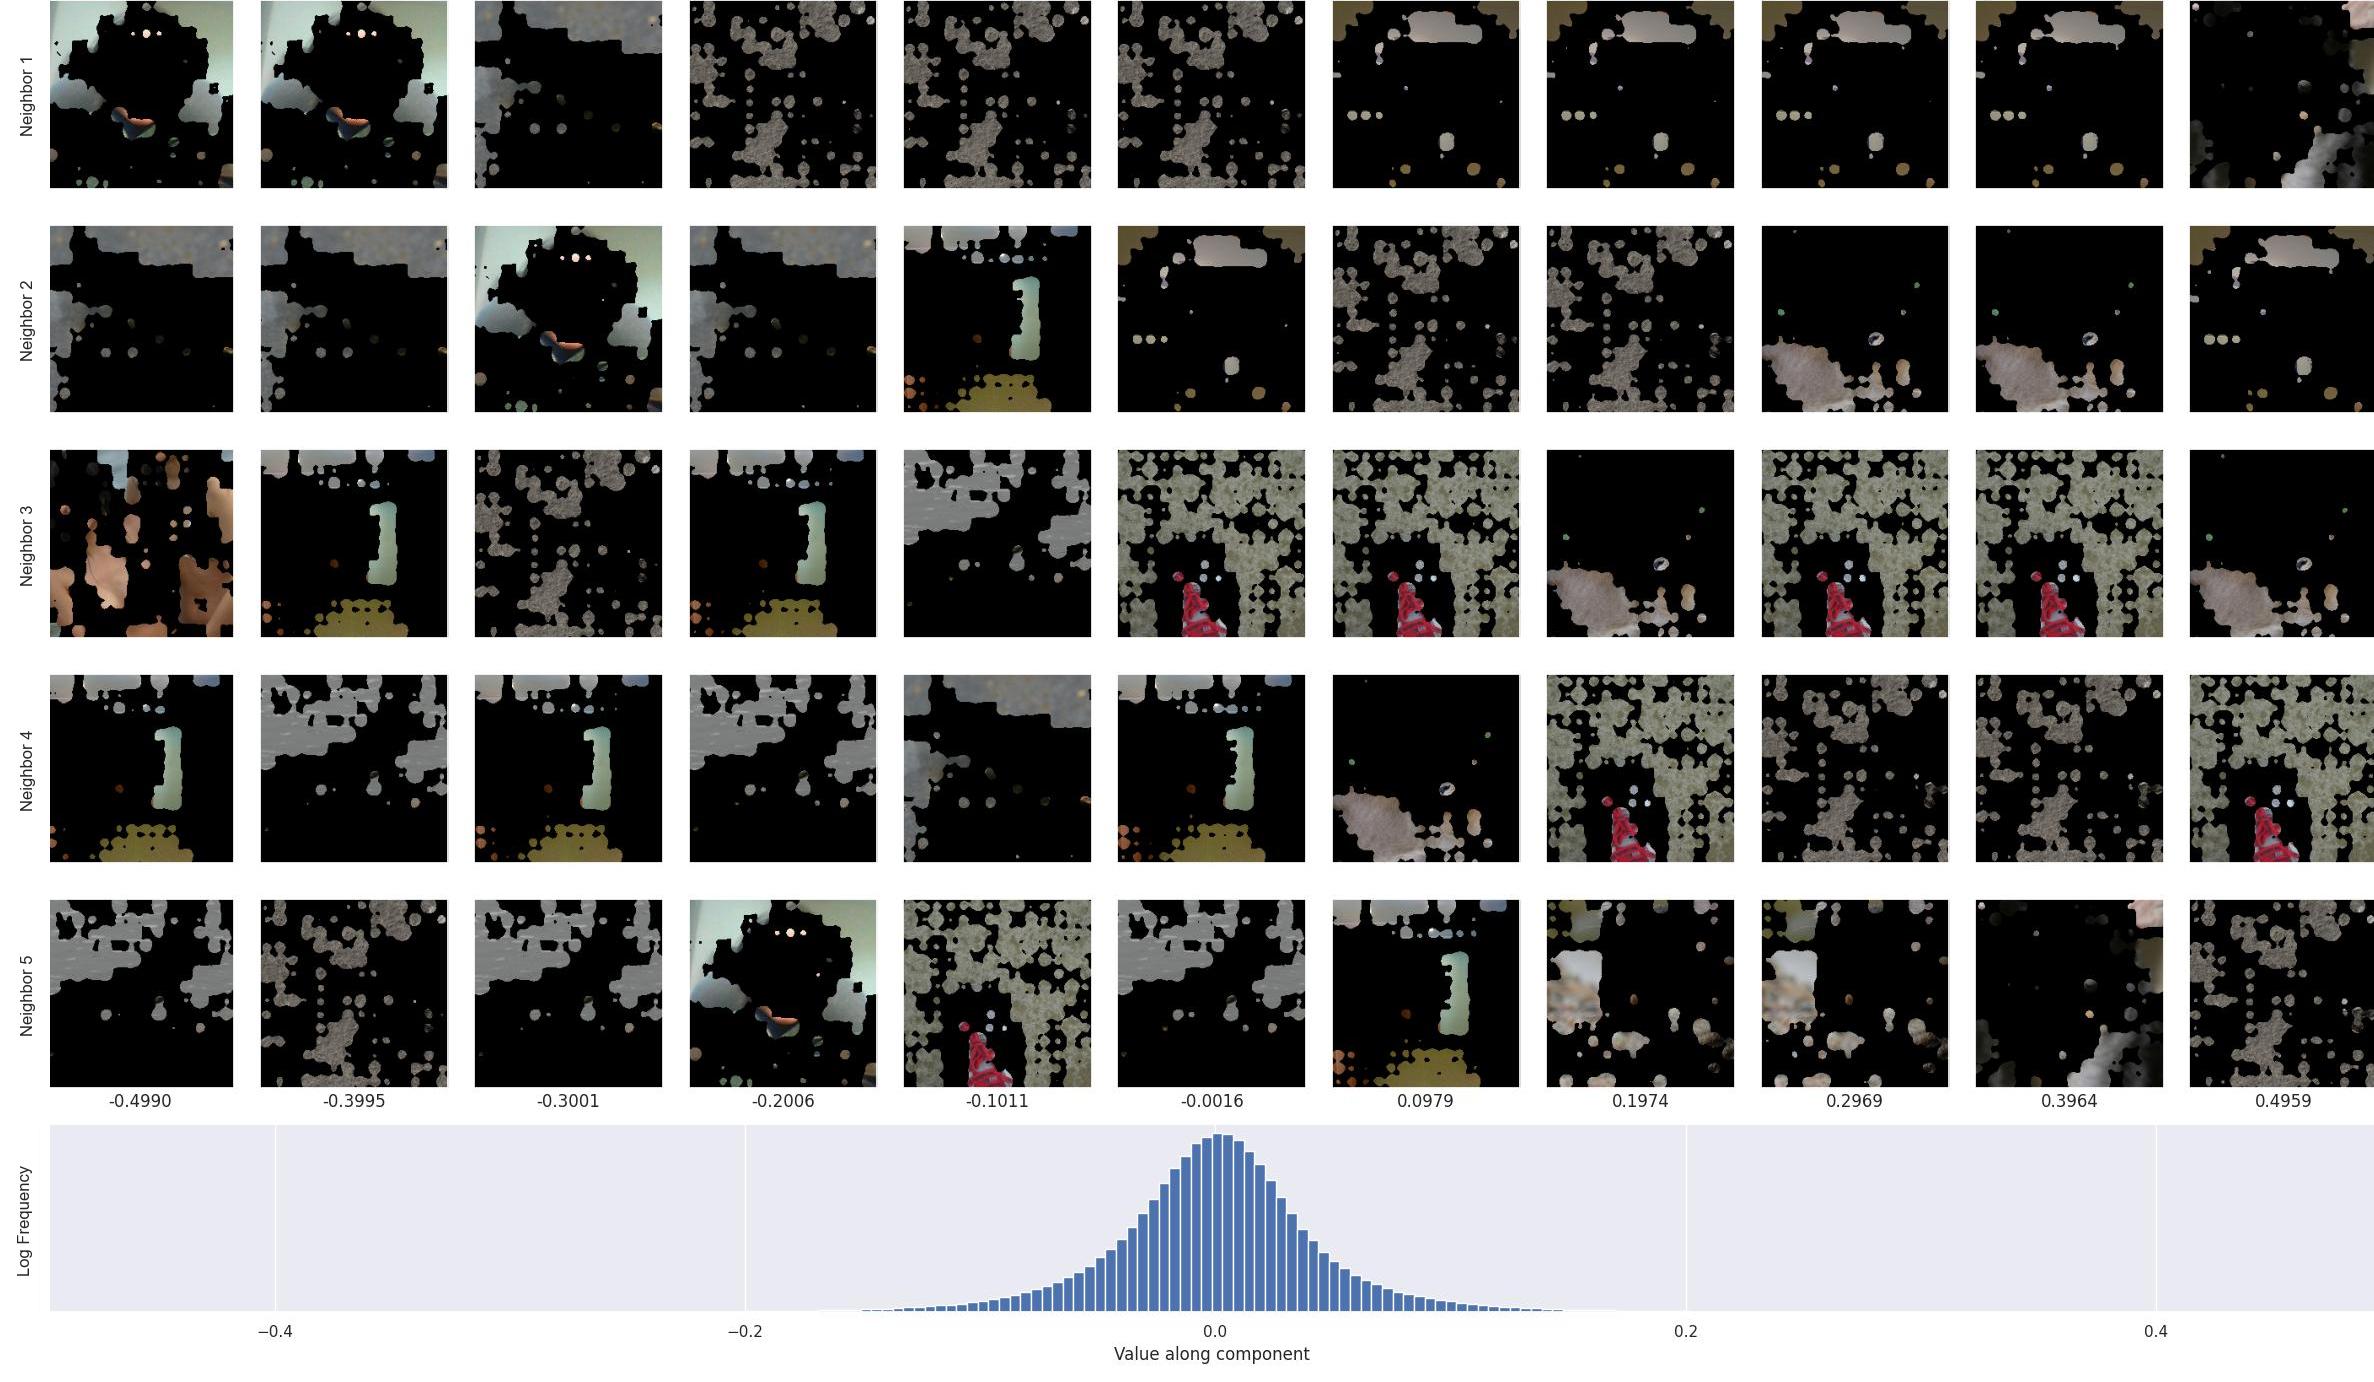 Neighbor 1
Neighbor 2
Neighbor 3
Neighbor 4
Neighbor 5
-0.4990 -0.3995 -0.3001 -0.2006 -0.1011 -0.0016 0.0979 0.1974 0.2969 0.3964 0.4959
Log Frequency
−0.4 −0.2 0.0 0.2 0.4
Value along component